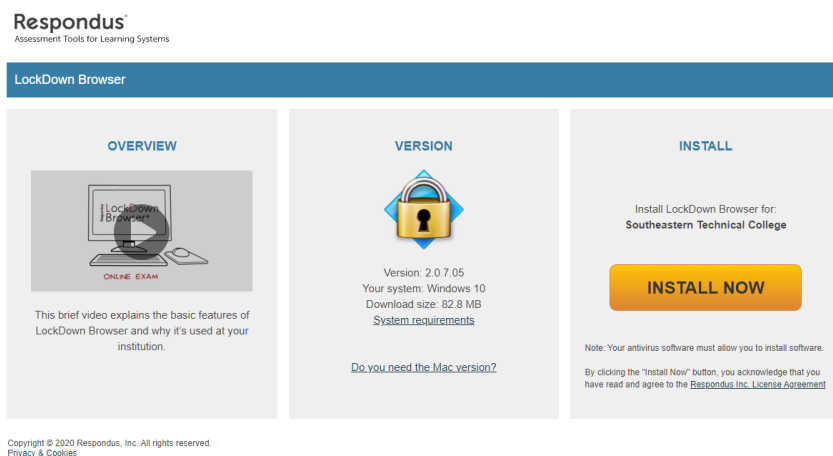 Respondus®
Assessment Tools for Learning Systems
LockDown Browser
OVERVIEW
LockDown
Browser
ONLINE EXAM
This brief video explains the basic features of
LockDown Browser and why it's used at your
institution.
VERSION
Version: 2.0.7.05
Your system: Windows 10
Download size: 82.8 MB
System requirements
Do you need the Mac version?
INSTALL
Install LockDown Browser for:
Southeastern Technical College
INSTALL NOW
Note: Your antivirus software must allow you to install software.
By clicking the "Install Now" button, you acknowledge that you
have read and agree to the Respondus Inc. License Agreement
Copyright © 2020 Respondus, Inc. All rights reserved.
Privacy & Cookies